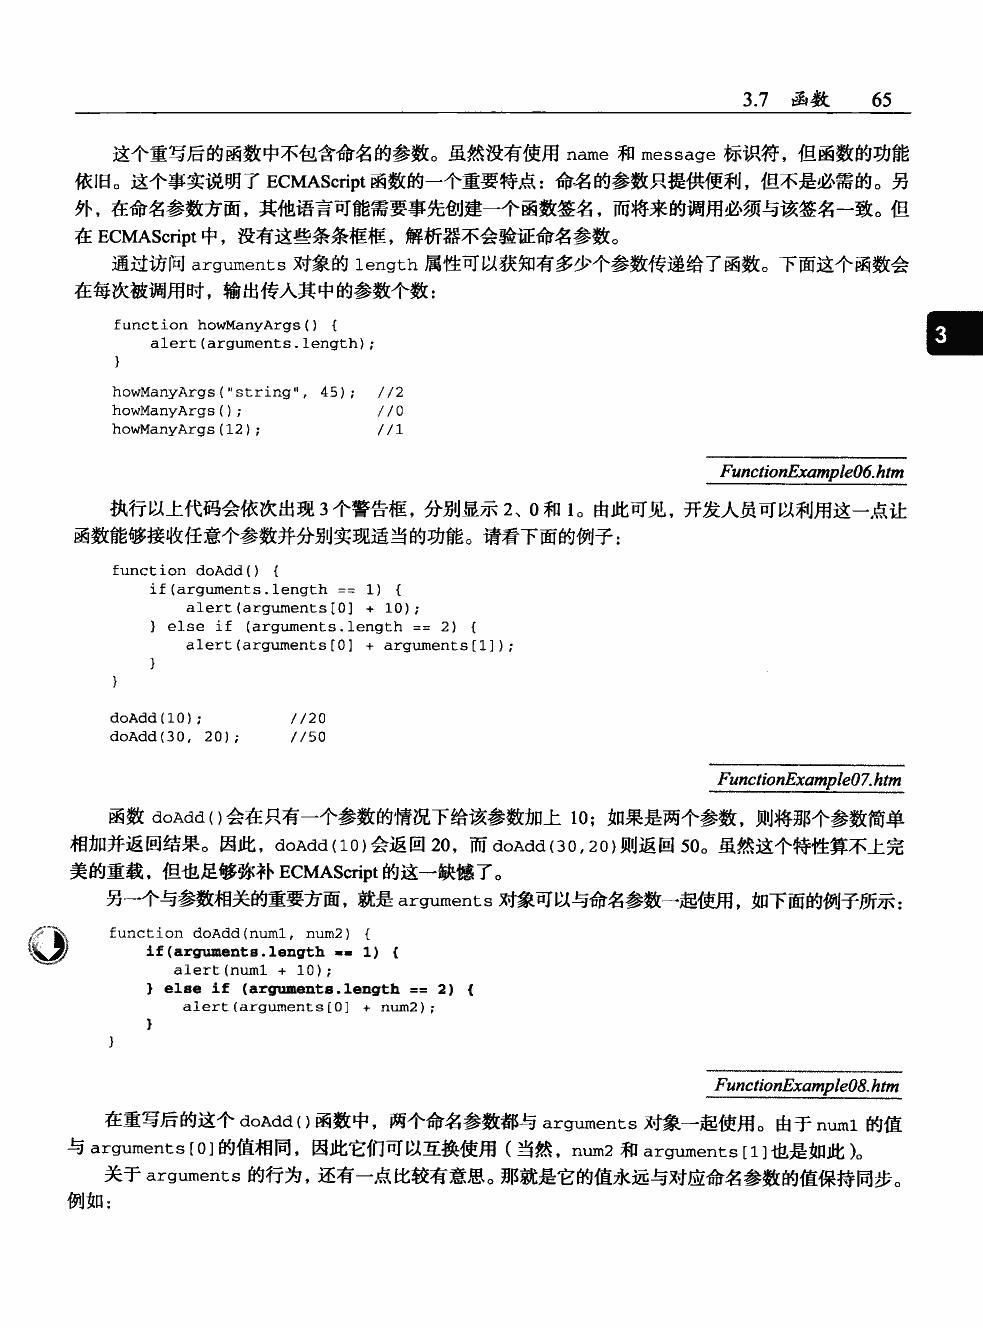 3.7 函数 65
这个重写后的函数中不包含命名的参数。虽然没有使用 name 和 message 标识符，但函数的功能
依旧。这个事实说明了 ECMAScript 函数的一个重要特点：命名的参数只提供便利，但不是必需的。另
外，在命名参数方面，其他语言可能需要事先创建一个函数签名，而将来的调用必须与该签名一致。但
在 ECMAScript 中，没有这些条条框框，解析器不会验证命名参数。
通过访问 arguments 对象的 length 属性可以获知有多少个参数传递给了函数。下面这个函数会
在每次被调用时，输出传入其中的参数个数：
function howManyArgs() {
alert(arguments.length);
}
3
howManyArgs("string", 45); //2
howManyArgs(); //0
howManyArgs(12); //1
FunctionExample06.htm
执行以上代码会依次出现 3 个警告框，分别显示 2、0 和 1。由此可见，开发人员可以利用这一点让
函数能够接收任意个参数并分别实现适当的功能。请看下面的例子：
function doAdd() {
if(arguments.length == 1) {
alert(arguments[0] + 10);
} else if (arguments.length == 2) {
alert(arguments[0] + arguments[1]);
}
}
doAdd(10); //20
doAdd(30, 20); //50
FunctionExample07.htm
函数 doAdd()会在只有一个参数的情况下给该参数加上 10；如果是两个参数，则将那个参数简单
相加并返回结果。因此，doAdd(10)会返回 20，而 doAdd(30,20)则返回 50。虽然这个特性算不上完
美的重载，但也足够弥补 ECMAScript 的这一缺憾了。
另一个与参数相关的重要方面，就是 arguments 对象可以与命名参数一起使用，如下面的例子所示：
function doAdd(num1, num2) {
if(arguments.length == 1) {
alert(num1 + 10);
} else if (arguments.length == 2) {
alert(arguments[0] + num2);
}
}
FunctionExample08.htm
在重写后的这个 doAdd()函数中，两个命名参数都与 arguments 对象一起使用。由于 num1 的值
与 arguments[0]的值相同，因此它们可以互换使用（当然，num2 和 arguments[1]也是如此）。
关于 arguments 的行为，还有一点比较有意思。那就是它的值永远与对应命名参数的值保持同步。
例如：